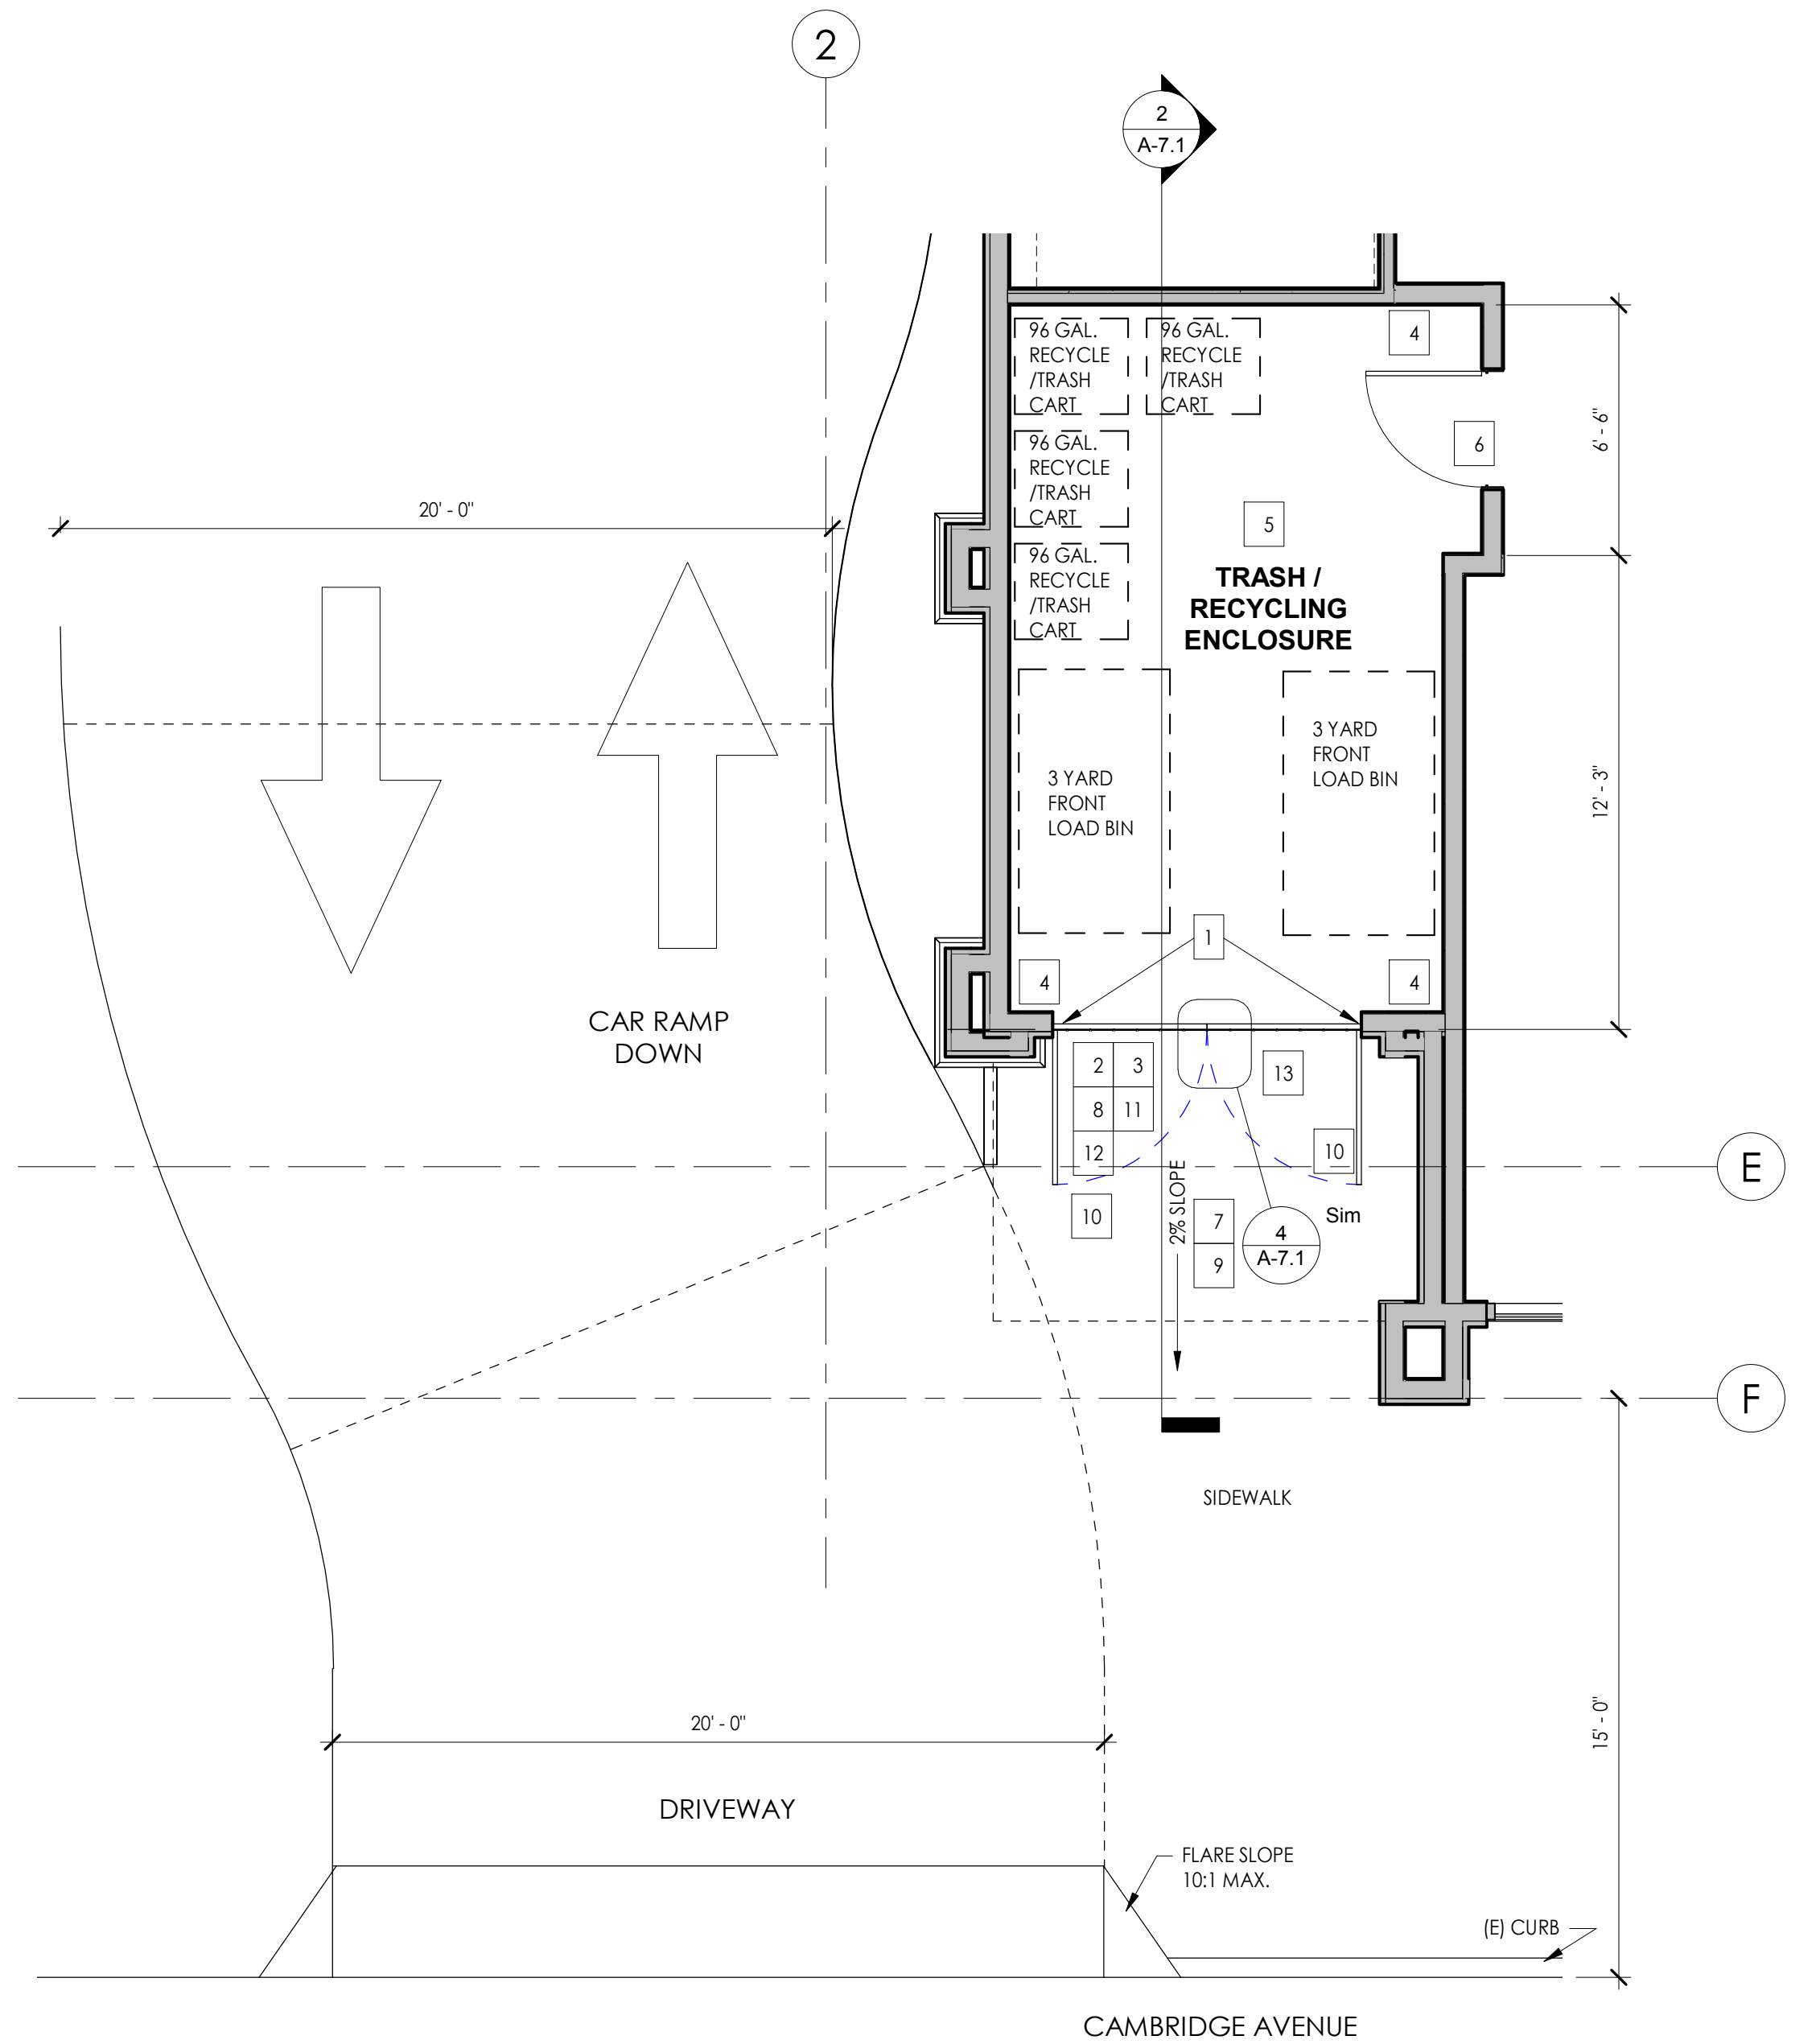 2
2
A-7.1
96 GAL.
RECYCLE
/TRASH
CART
96 GAL.
RECYCLE
/TRASH
CART
4
6
6' - 6"
96 GAL.
RECYCLE
/TRASH
CART
5
20' - 0"
96 GAL.
RECYCLE
/TRASH
CART
TRASH /
RECYCLING
ENCLOSURE
3 YARD
FRONT
LOAD BIN
3 YARD
FRONT
LOAD BIN
12' - 3"
1
4
4
CAR RAMP
DOWN
2 3
8 11
12
13
10
E
10
2% SLOPE
7
9
Sim
4
A-7.1
F
SIDEWALK
20' - 0"
15' - 0"
DRIVEWAY
FLARE SLOPE
10:1 MAX.
(E) CURB
CAMBRIDGE AVENUE